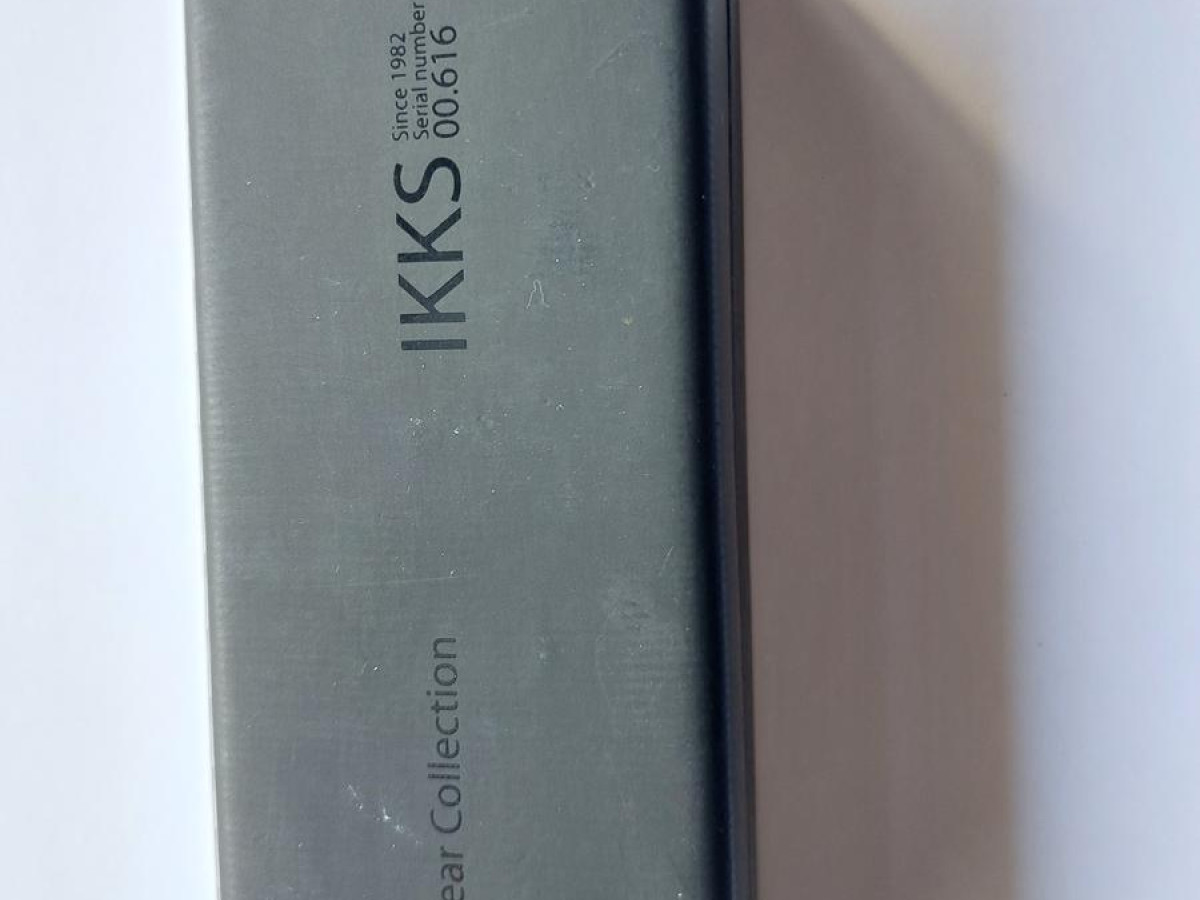 IKKS
Since 1982
Serial number
00.616
ear Collection